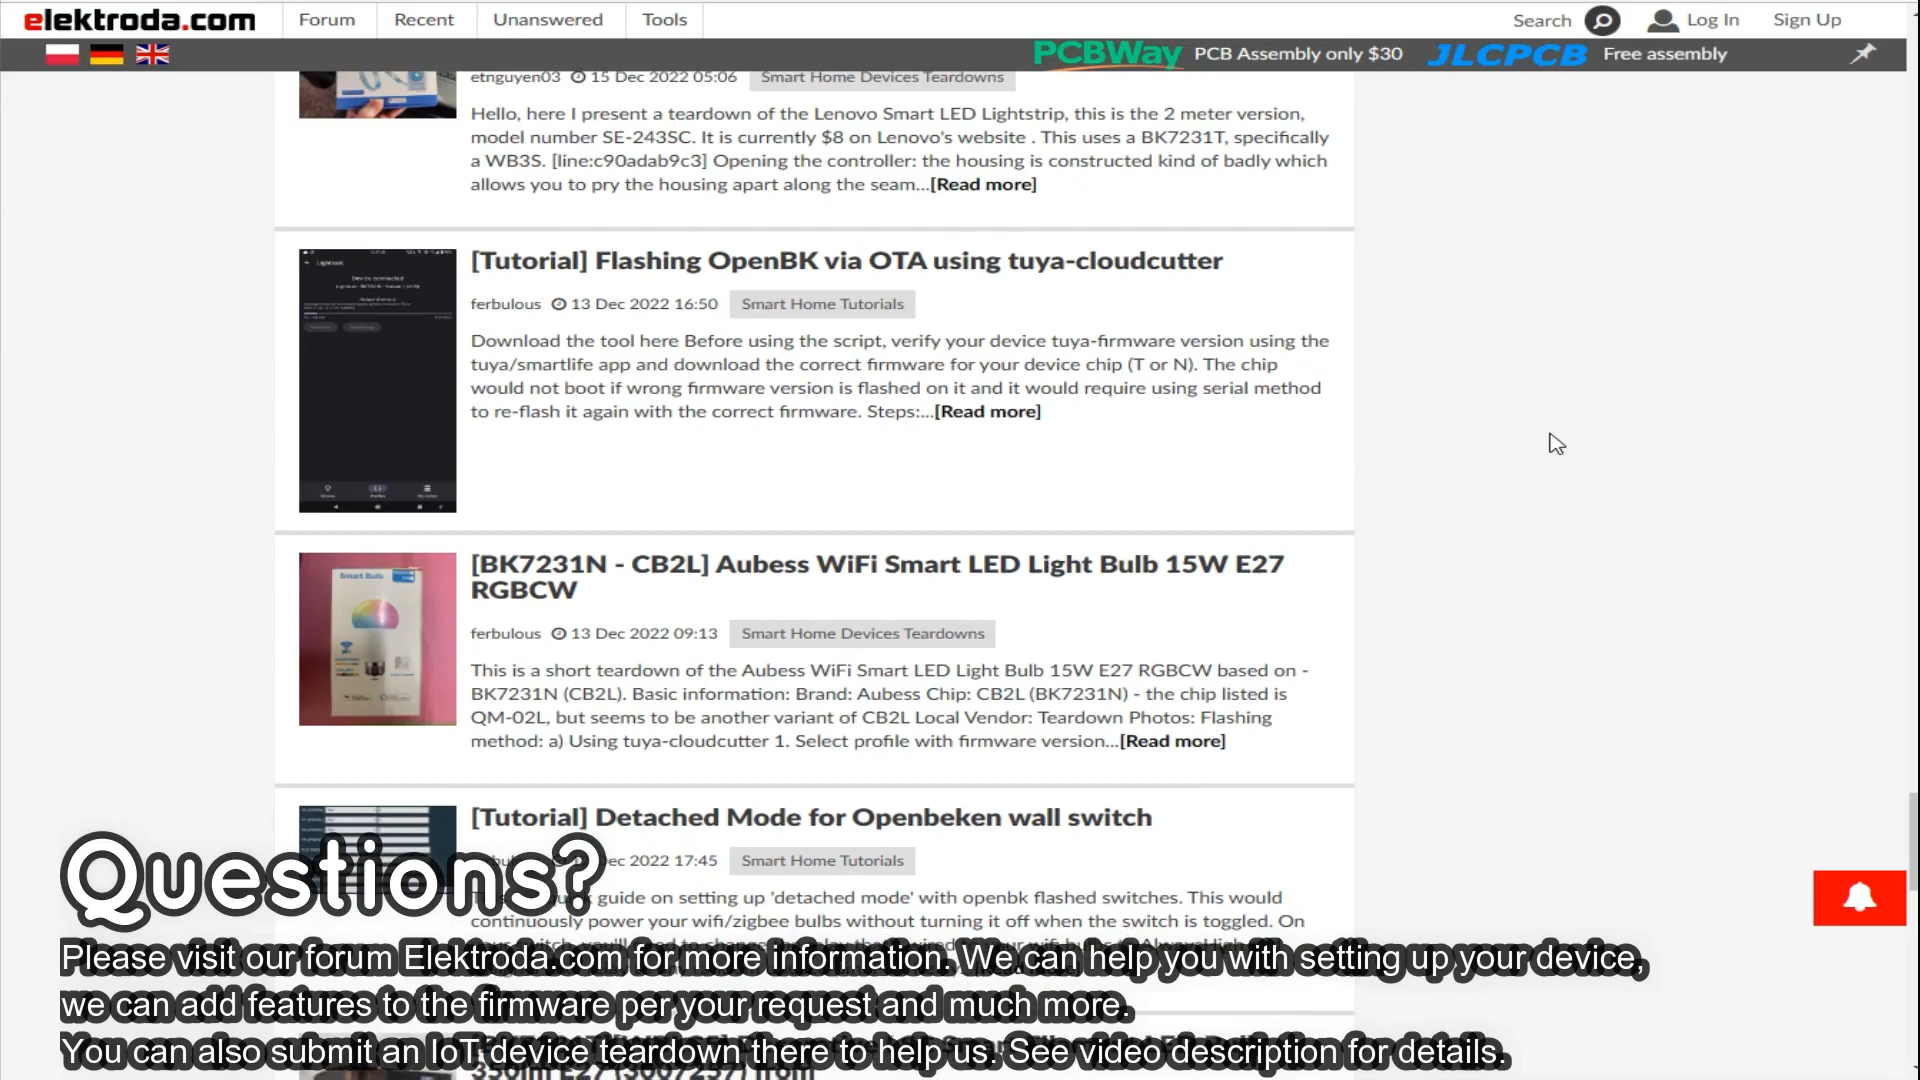 elektroda.com Forum Recent Unanswered Tools Search Log In Sign Up
PCBWay PCB Assembly only $30 JLCPCB Free assembly
etnguyen03 15 Dec 2022 05:06 Smart Home Devices Teardowns
Hello, here I present a teardown of the Lenovo Smart LED Lightstrip, this is the 2 meter version,
model number SE-243SC. It is currently $8 on Lenovo's website . This uses a BK7231T, specifically
a WB3S. [line:c90adab9c3] Opening the controller: the housing is constructed kind of badly which
allows you to pry the housing apart along the seam...[Read more]
[Tutorial] Flashing OpenBK via OTA using tuya-cloudcutter
ferbulous 13 Dec 2022 16:50 Smart Home Tutorials
Download the tool here Before using the script, verify your device tuya-firmware version using the
tuya/smartlife app and download the correct firmware for your device chip (T or N). The chip
would not boot if wrong firmware version is flashed on it and it would require using serial method
to re-flash it again with the correct firmware. Steps:...[Read more]
Device connected
[BK7231N - CB2L] Aubess WiFi Smart LED Light Bulb 15W E27
RGBCW
Smart Bulb
ferbulous 13 Dec 2022 09:13 Smart Home Devices Teardowns
This is a short teardown of the Aubess WiFi Smart LED Light Bulb 15W E27 RGBCW based on -
BK7231N (CB2L). Basic information: Brand: Aubess Chip: CB2L (BK7231N) - the chip listed is
QM-02L, but seems to be another variant of CB2L Local Vendor: Teardown Photos: Flashing
method: a) Using tuya-cloudcutter 1. Select profile with firmware version...[Read more]
[Tutorial] Detached Mode for Openbeken wall switch
Dec 2022 17:45 Smart Home Tutorials
Questions?
guide on setting up 'detached mode' with openbk flashed switches. This would
continuously power your wifi/zigbee bulbs without turning it off when the switch is toggled. On
Please visit our forum Elektroda.com for more information. We can help you with setting up your device,
we can add features to the firmware per your request and much more.
You can also submit an IoT device teardown there to help us. See video description for details.
350lm E27 (3007237) from